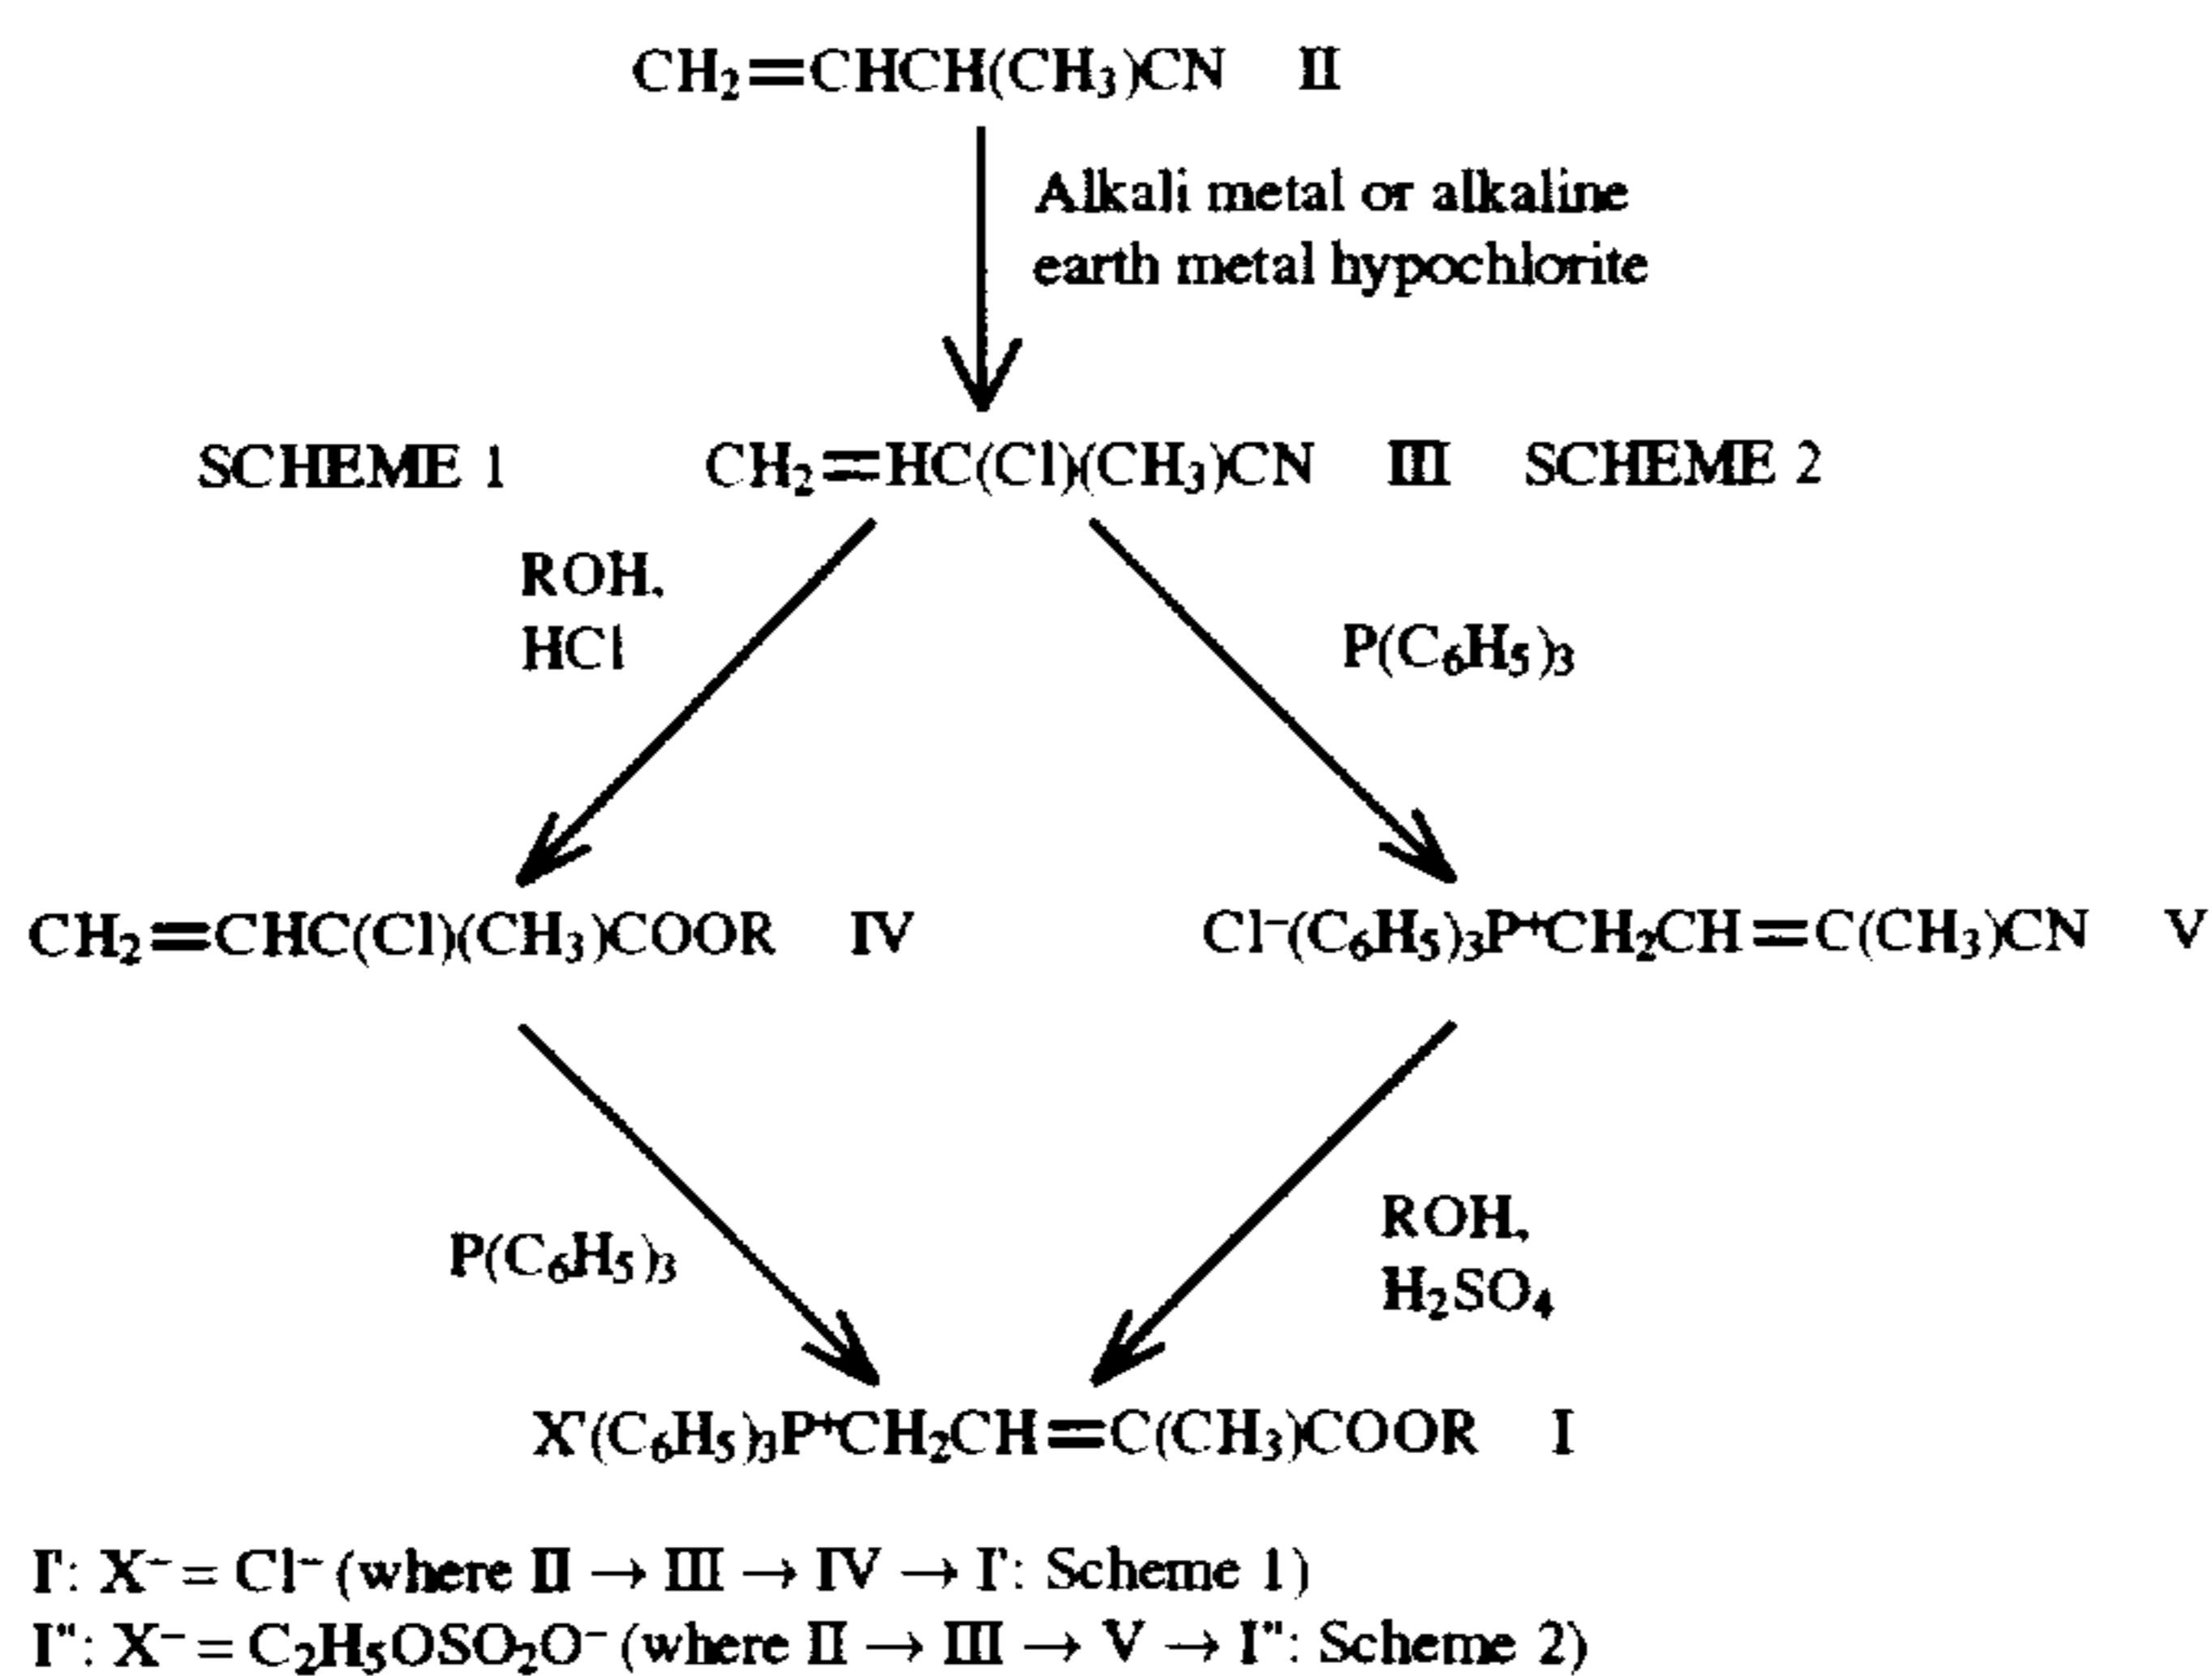 CH₂=CHCH(CH₃)CN II
Alkali metal or alkaline
earth metal hypochlorite
SCHEME 1 CH₂=HC(Cl)(CH₃)CN III SCHEME 2
ROH,
HCl
P(C₆H₅)₃
CH₂=CHC(Cl)(CH₃)COOR IV
Cl⁻(C₆H₅)₃P⁺CH₂CH=C(CH₃)CN V
P(C₆H₅)₃
ROH,
H₂SO₄
X⁻(C₆H₅)₃P⁺CH₂CH=C(CH₃)COOR I
I': X⁻ = Cl⁻ (where II → III → IV → I': Scheme 1)
I": X⁻ = C₂H₅OSO₂O⁻ (where II → III → V → I": Scheme 2)